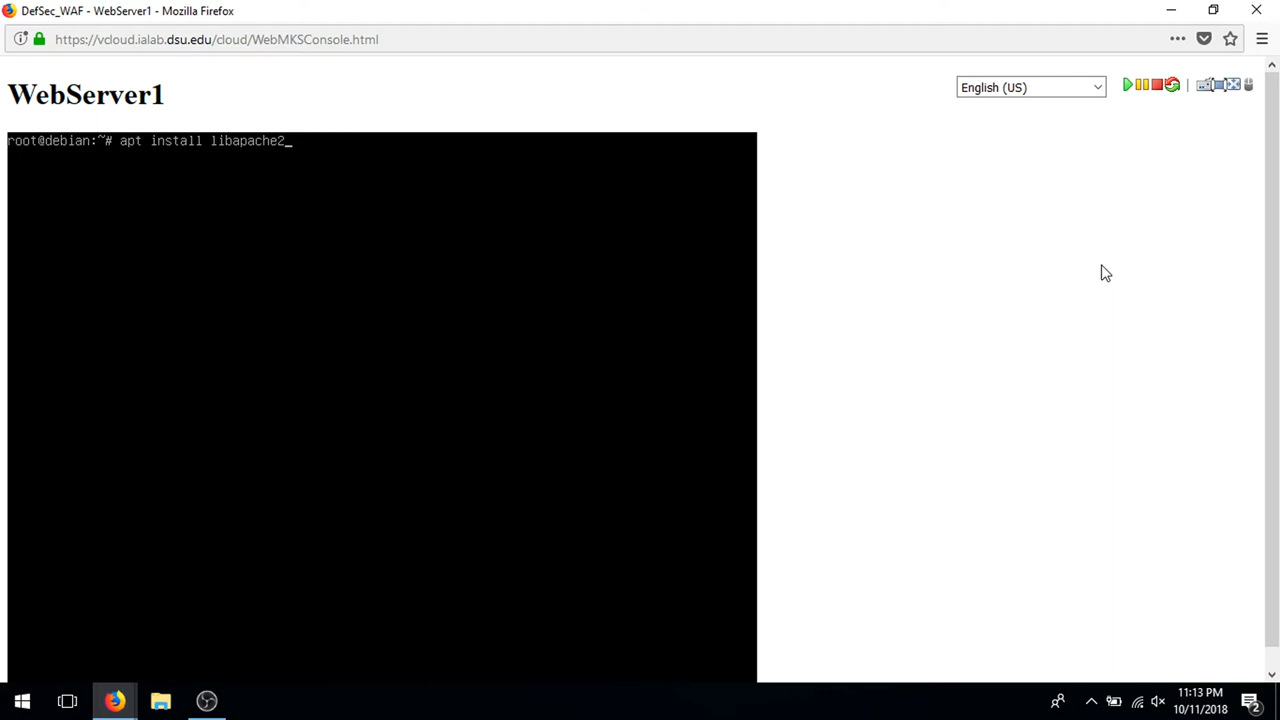 DefSec_WAF - WebServer1 - Mozilla Firefox
https://vcloud.ialab.dsu.edu/cloud/WebMKSConsole.html
WebServer1
English (US)
root@debian:~# apt install libapache2_
11:13 PM
10/11/2018
2